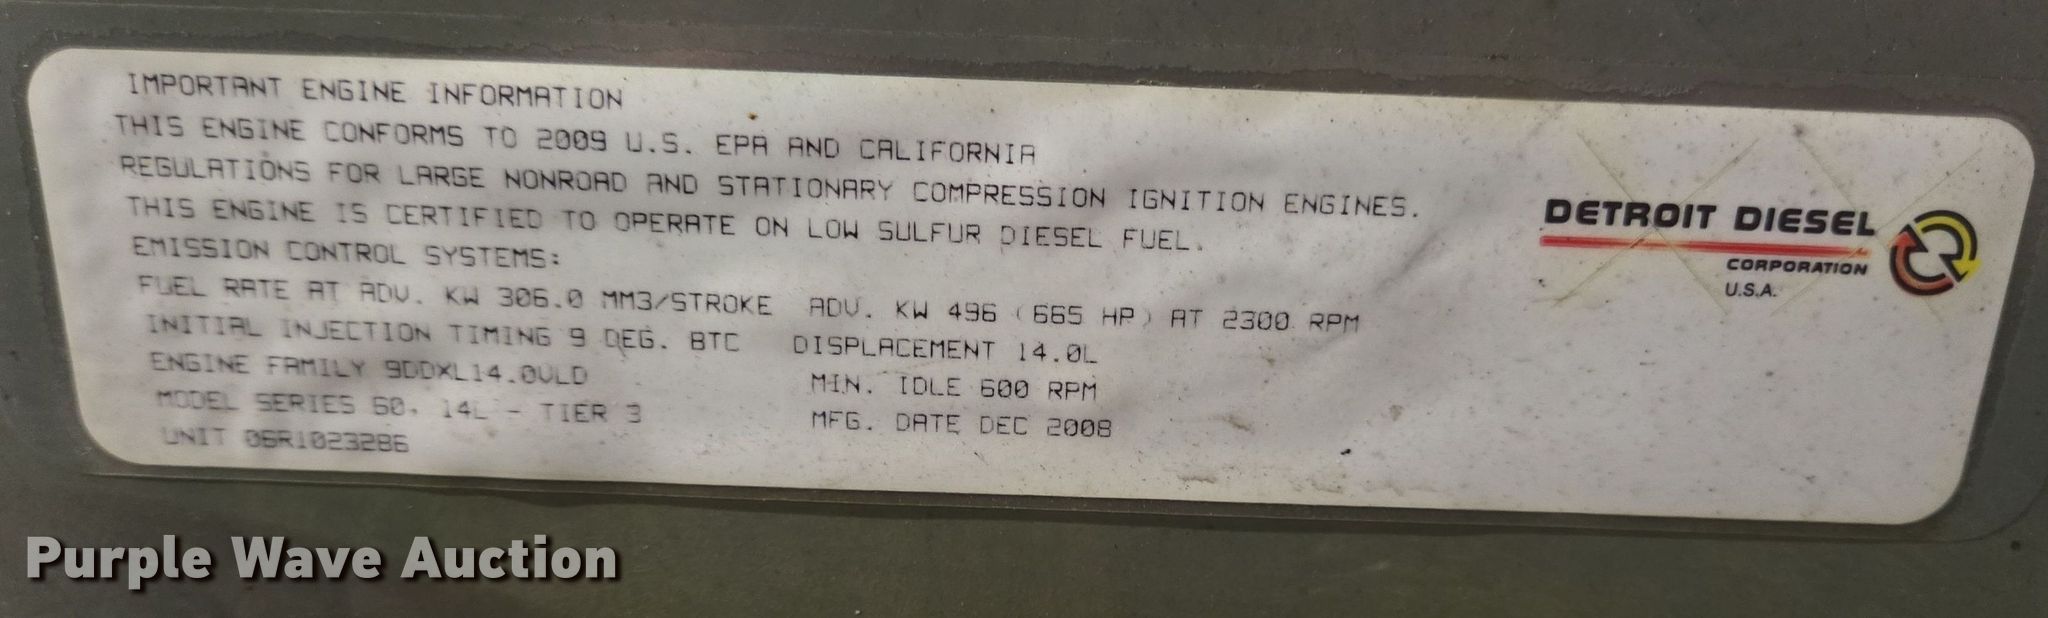 IMPORTANT ENGINE INFORMATION
THIS ENGINE CONFORMS TO 2009 U.S. EPA AND CALIFORNIA
REGULATIONS FOR LARGE NONROAD AND STATIONARY COMPRESSION IGNITION ENGINES.
THIS ENGINE IS CERTIFIED TO OPERATE ON LOW SULFUR DIESEL FUEL.
EMISSION CONTROL SYSTEMS:
FUEL RATE AT ADV. KW 306.0 MM3/STROKE ADV. KW 496 (665 HP) AT 2300 RPM
INITIAL INJECTION TIMING 9 DEG. BTC DISPLACEMENT 14.0L
ENGINE FAMILY 9DDXL14.0VLD MIN. IDLE 600 RPM
MODEL SERIES 60, 14L - TIER 3 MFG. DATE DEC 2008
UNIT 06R1023286
DETROIT DIESEL
CORPORATION
U.S.A.
Purple Wave Auction